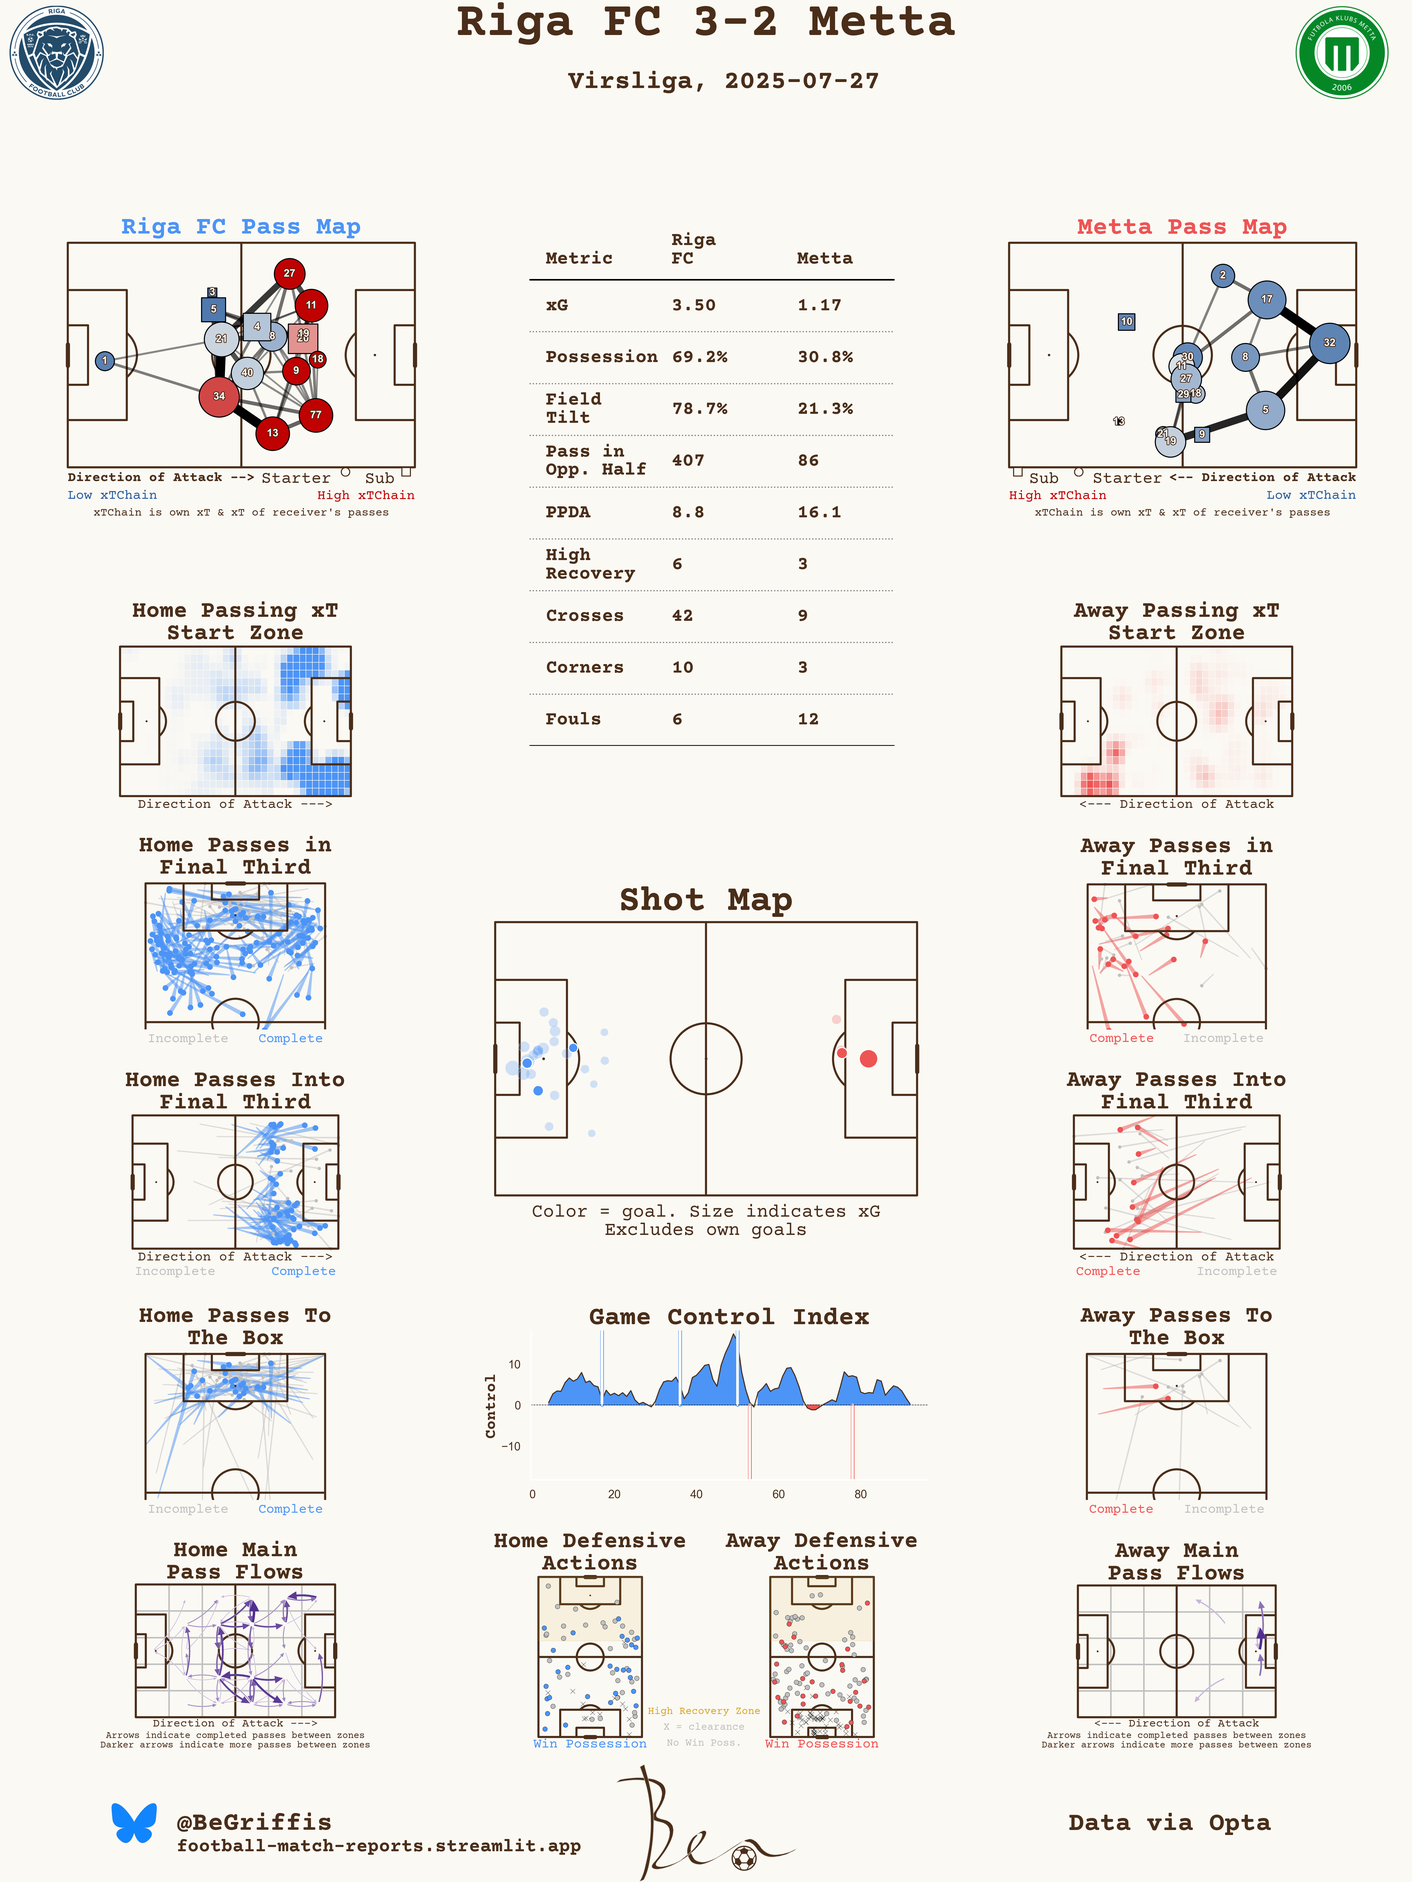 Riga FC 3-2 Metta
Virsliga, 2025-07-27
RIGA
FOOTBALL CLUB
FUTBOLA KLUBS METTA
2006
Riga FC Pass Map
27
11
3
5
4
8
19
21
18
1
40
9
34
77
13
Direction of Attack --> Starter Sub
Low xTChain High xTChain
xTChain is own xT & xT of receiver's passes
Metric Riga FC Metta
xG 3.50 1.17
Possession 69.2% 30.8%
Field Tilt 78.7% 21.3%
Pass in Opp. Half 407 86
PPDA 8.8 16.1
High Recovery 6 3
Crosses 42 9
Corners 10 3
Fouls 6 12
Metta Pass Map
2
17
10
32
30
8
11
27
29
18
5
13
21
9
19
Sub Starter <-- Direction of Attack
High xTChain Low xTChain
xTChain is own xT & xT of receiver's passes
Home Passing xT
Start Zone
Direction of Attack --->
Away Passing xT
Start Zone
<--- Direction of Attack
Home Passes in
Final Third
Incomplete Complete
Away Passes in
Final Third
Complete Incomplete
Shot Map
Color = goal. Size indicates xG
Excludes own goals
Home Passes Into
Final Third
Direction of Attack --->
Incomplete Complete
Away Passes Into
Final Third
<--- Direction of Attack
Complete Incomplete
Home Passes To
The Box
Incomplete Complete
Game Control Index
Control
10
0
−10
0 20 40 60 80
Away Passes To
The Box
Complete Incomplete
Home Main
Pass Flows
Direction of Attack --->
Arrows indicate completed passes between zones
Darker arrows indicate more passes between zones
Home Defensive
Actions
Win Possession
Away Defensive
Actions
Win Possession
High Recovery Zone
X = clearance
No Win Poss.
Away Main
Pass Flows
<--- Direction of Attack
Arrows indicate completed passes between zones
Darker arrows indicate more passes between zones
@BeGriffis
football-match-reports.streamlit.app
Ben
Data via Opta